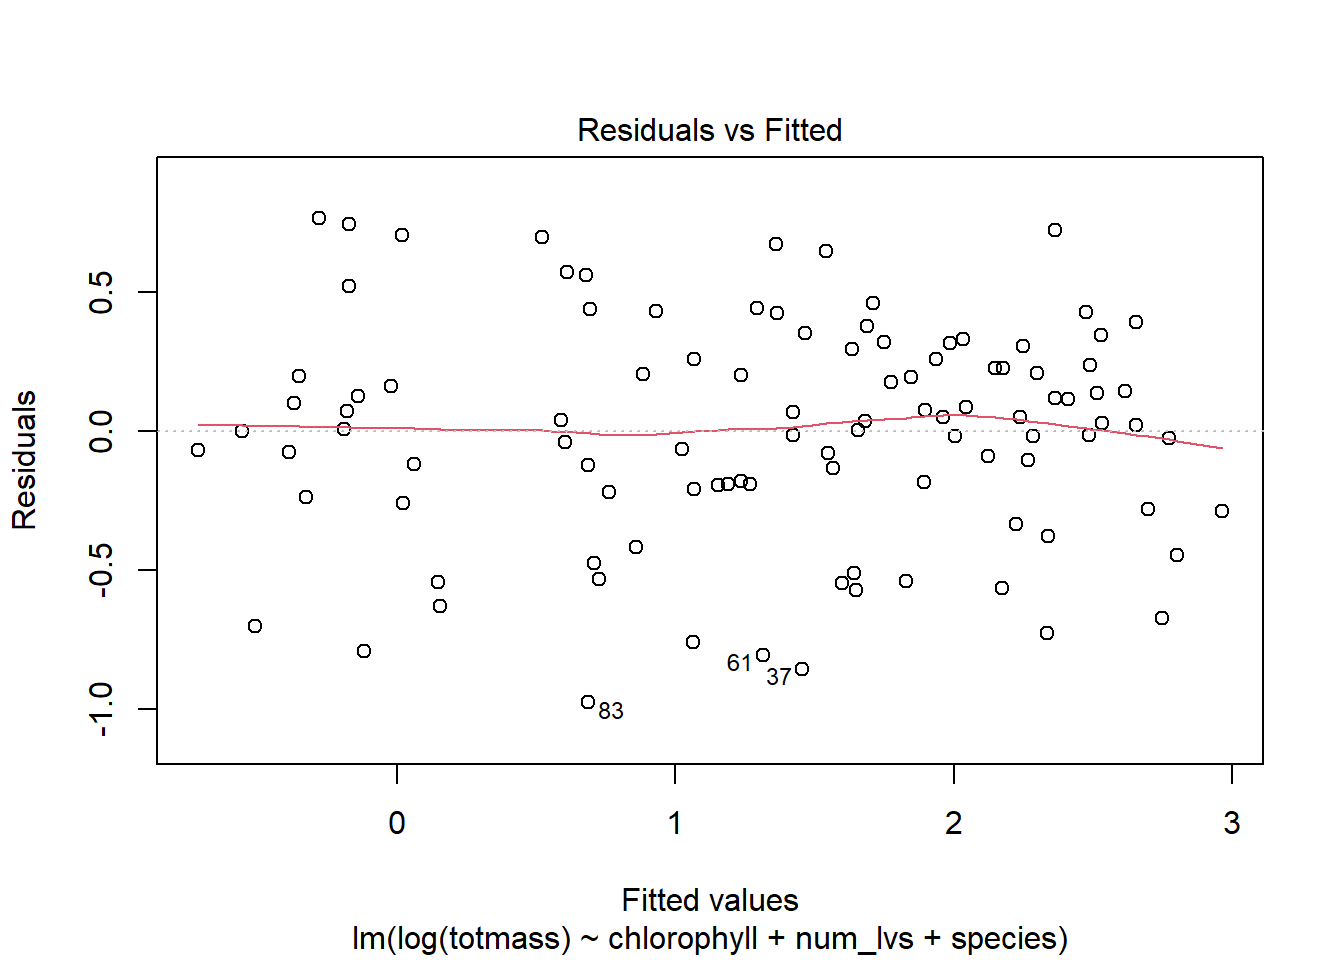 Residuals vs Fitted
Residuals
0.5
0.0
-0.5
-1.0
61
37
83
0 1 2 3
Fitted values
lm(log(totmass) ~ chlorophyll + num_lvs + species)